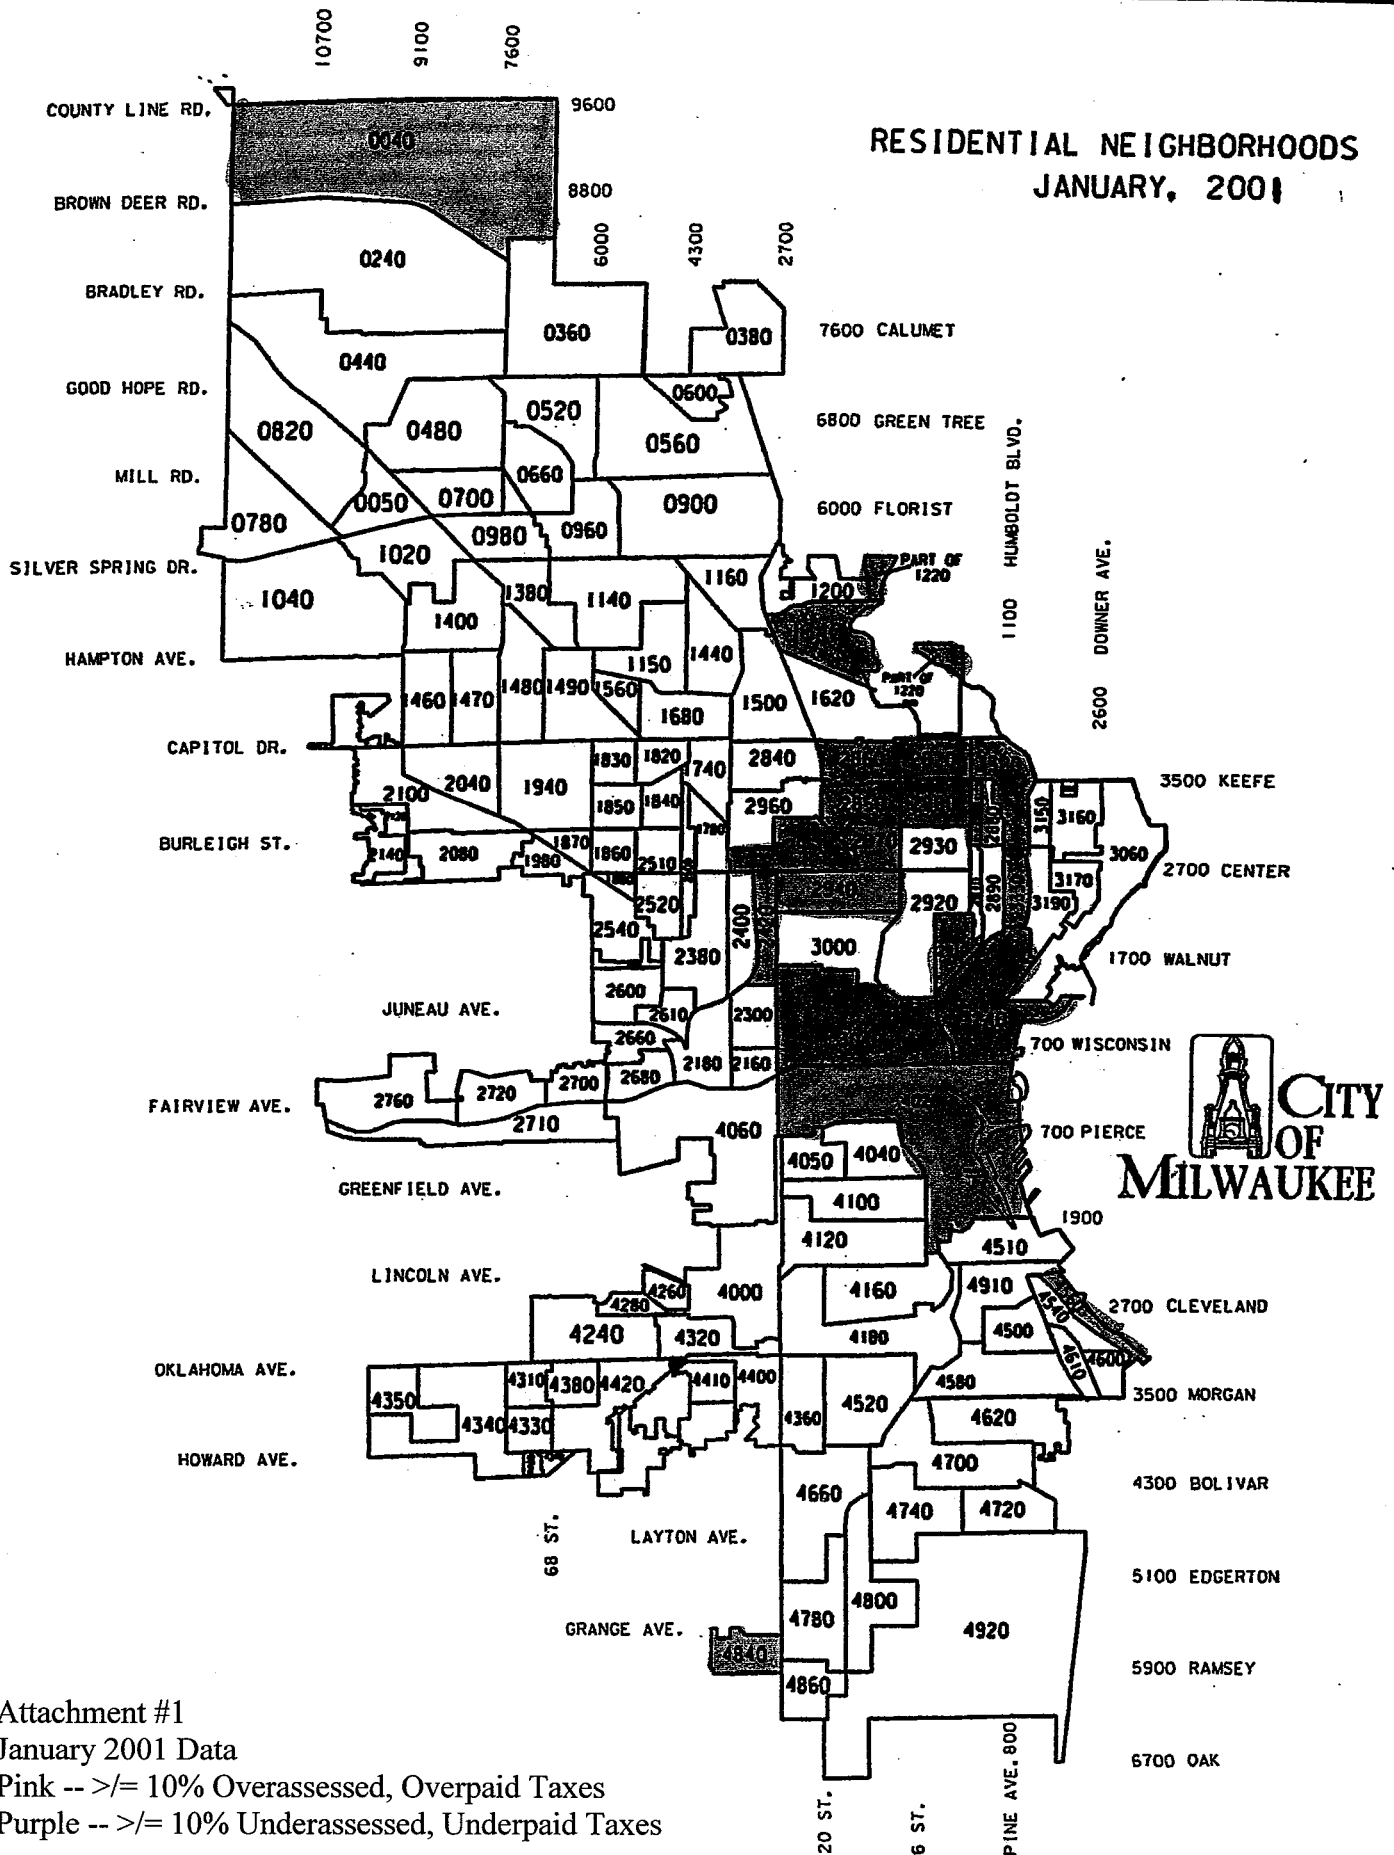 10700 9100 7600
COUNTY LINE RD.
9600
RESIDENTIAL NEIGHBORHOODS
JANUARY, 2001
0040
BROWN DEER RD.
8800
6000 4300 2700
0240
BRADLEY RD.
0360
0380
7600 CALUMET
0440
GOOD HOPE RD.
0600
0520
6800 GREEN TREE
0820
0480
0560
1100 HUMBOLDT BLVD.
MILL RD.
0660
0050
0700
0900
6000 FLORIST
0780
0980
0960
1020
SILVER SPRING DR.
PART OF
1220
1160
1200
1040
1380
1140
2600 DOWNER AVE.
1400
HAMPTON AVE.
1150
1440
PART OF
1220
1460
1470
1480
1490
1560
1500
1620
1680
CAPITOL DR.
1830
1820
740
2840
2040
1940
3500 KEEFE
2100
1850
1840
2960
2880
3150
3160
BURLEIGH ST.
2140
2080
1980
1870
1860
2510
2930
3060
2700 CENTER
2940
3170
2520
2920
2890
3190
2400
2540
2380
3000
1700 WALNUT
2600
JUNEAU AVE.
2610
2300
2660
700 WISCONSIN
2180
2160
2760
2720
2700
2680
FAIRVIEW AVE.
2710
4060
700 PIERCE
CITY
OF
MILWAUKEE
4050
4040
GREENFIELD AVE.
4100
1900
4120
4510
LINCOLN AVE.
4260
4280
4000
4160
4910
4540
2700 CLEVELAND
4240
4320
4180
4500
OKLAHOMA AVE.
4610
4600
4350
4310
4380
4420
4410
4400
4580
3500 MORGAN
4340
4330
4360
4520
4620
HOWARD AVE.
4700
4660
4300 BOLIVAR
4740
4720
68 ST.
LAYTON AVE.
5100 EDGERTON
4780
4800
GRANGE AVE.
4920
4840
4860
5900 RAMSEY
Attachment #1
January 2001 Data
Pink -- >/= 10% Overassessed, Overpaid Taxes
Purple -- >/= 10% Underassessed, Underpaid Taxes
6700 OAK
20 ST.
6 ST.
PINE AVE. 800